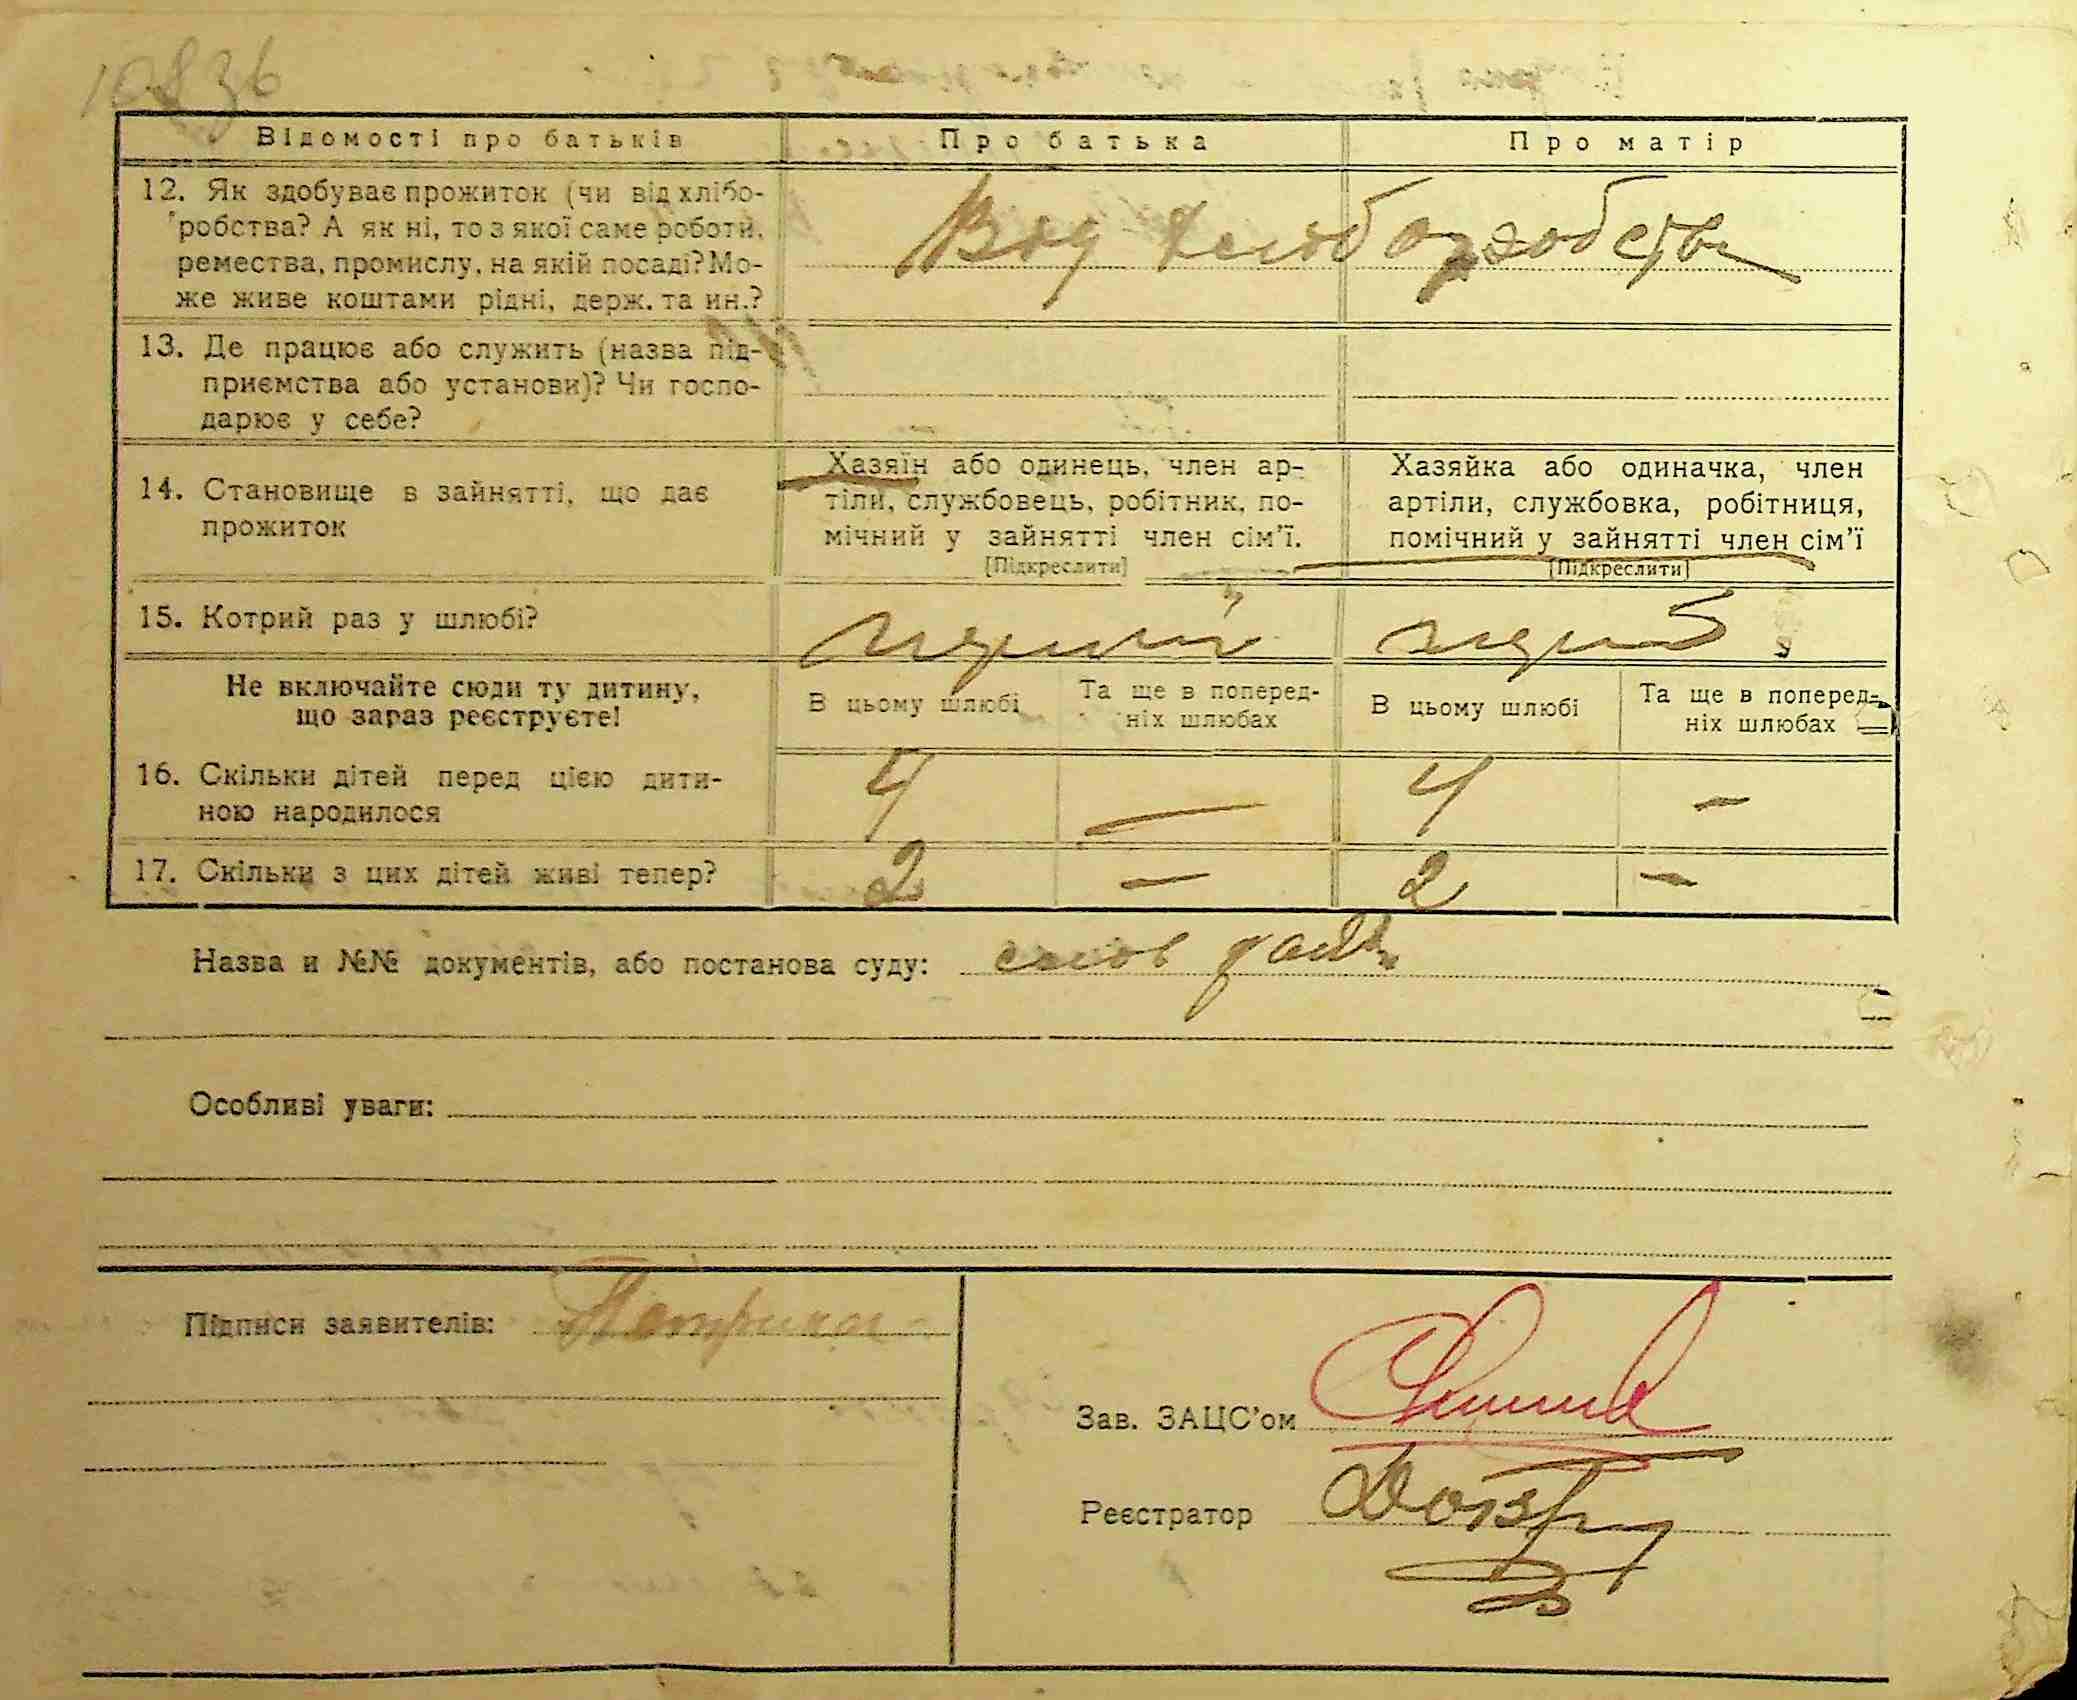 Відомості про батьків Про батька Про матір
12. Як здобуває прожиток (чи від хлібо-
робства? А як ні, то з якої саме роботи,
ремества, промислу, на якій посаді? Мо-
же живе коштами рідні, держ. та ин.?
Від хліборобства
13. Де працює або служить (назва під-
приємства або установи)? Чи госпо-
дарює у себе?
14. Становище в зайнятті, що дає
прожиток
Хазяїн або одинець, член ар-
тіли, службовець, робітник, по-
мічний у зайнятті член сім'ї.
[Підкреслити]
Хазяйка або одиначка, член
артіли, службовка, робітниця,
помічний у зайнятті член сім'ї
[Підкреслити]
15. Котрий раз у шлюбі?
перший
Не включайте сюди ту дитину,
що зараз реєструєте!
В цьому шлюбі
Та ще в поперед-
ніх шлюбах
В цьому шлюбі
Та ще в поперед-
ніх шлюбах
16. Скільки дітей перед цією дити-
ною народилося
4 — 4 —
17. Скільки з цих дітей живі тепер? 2 — 2 —
Назва и №№ документів, або постанова суду:
Особливі уваги:
Підписи заявителів:
Зав. ЗАЦС'ом
Реєстратор